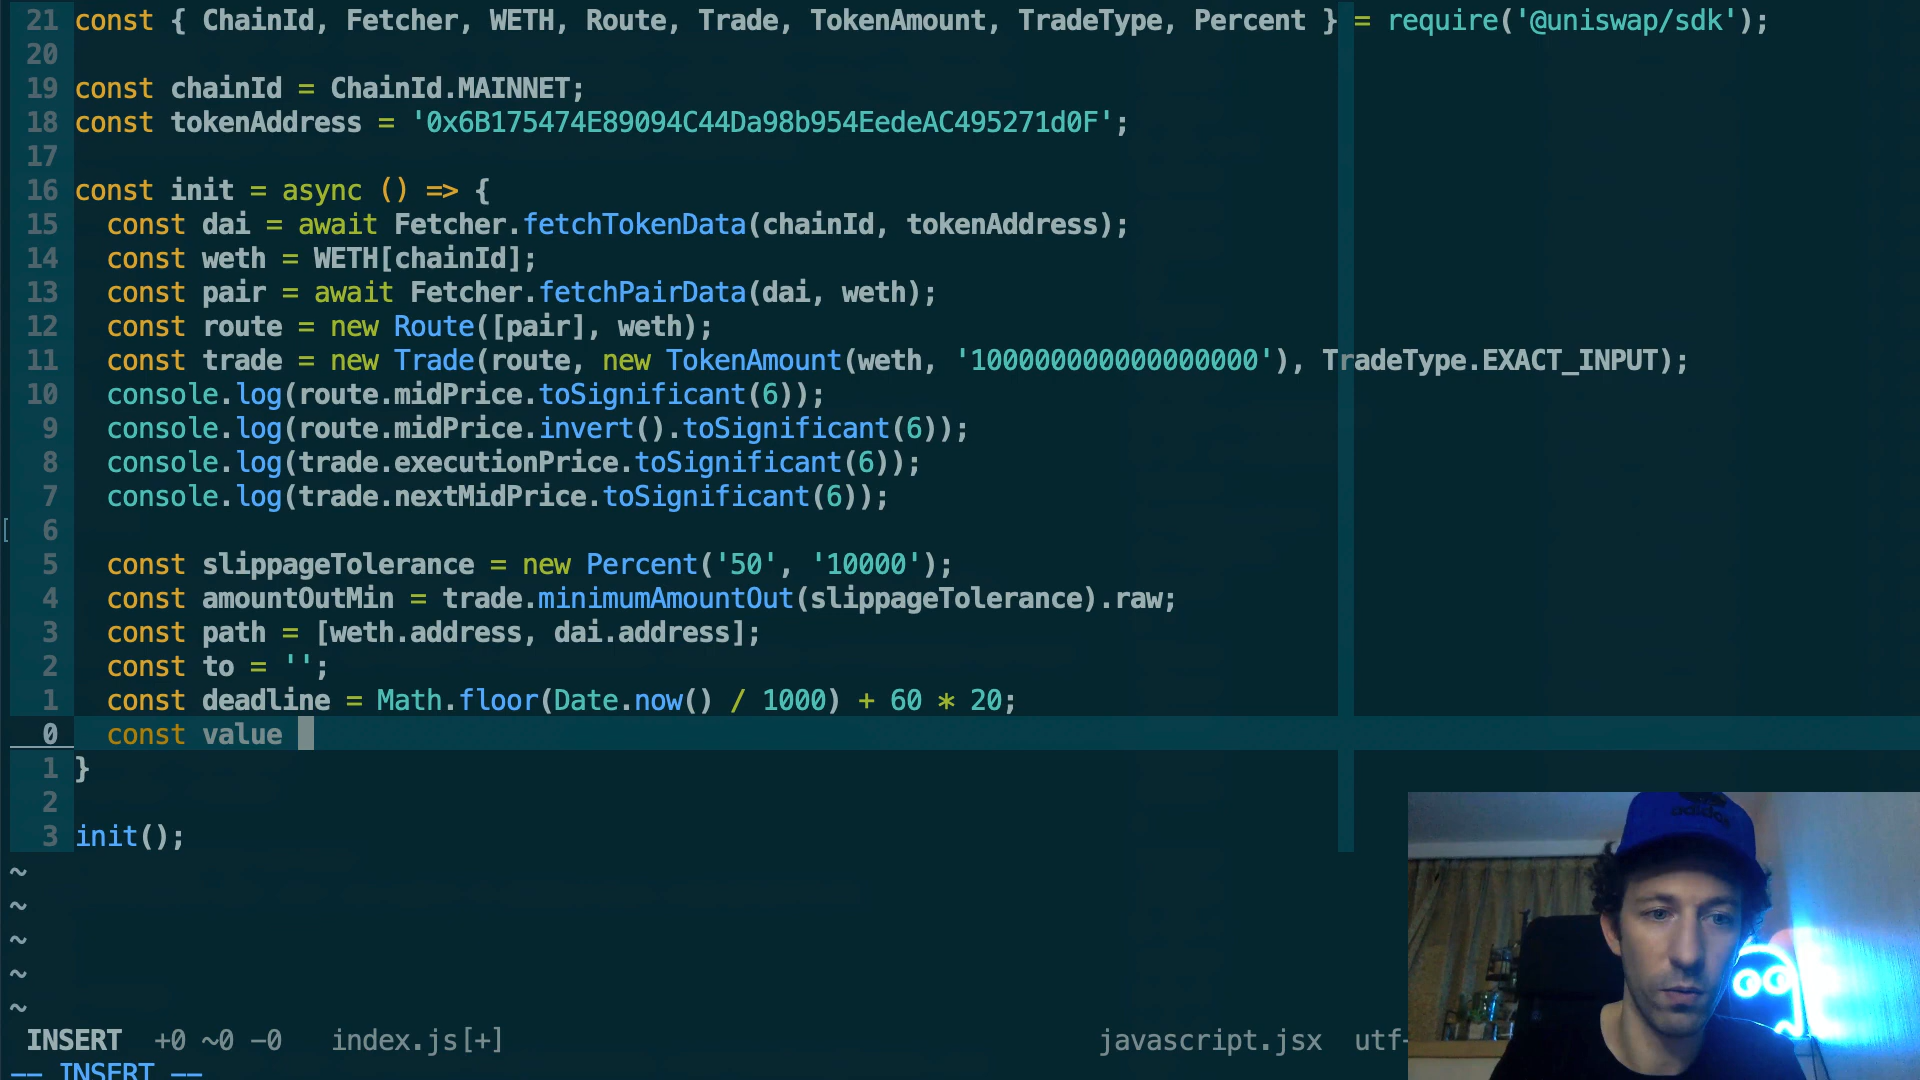 21 const { ChainId, Fetcher, WETH, Route, Trade, TokenAmount, TradeType, Percent } = require('@uniswap/sdk');
20
19 const chainId = ChainId.MAINNET;
18 const tokenAddress = '0x6B175474E89094C44Da98b954EedeAC495271d0F';
17
16 const init = async () => {
15 const dai = await Fetcher.fetchTokenData(chainId, tokenAddress);
14 const weth = WETH[chainId];
13 const pair = await Fetcher.fetchPairData(dai, weth);
12 const route = new Route([pair], weth);
11 const trade = new Trade(route, new TokenAmount(weth, '100000000000000000'), TradeType.EXACT_INPUT);
10 console.log(route.midPrice.toSignificant(6));
9 console.log(route.midPrice.invert().toSignificant(6));
8 console.log(trade.executionPrice.toSignificant(6));
7 console.log(trade.nextMidPrice.toSignificant(6));
[ 6
5 const slippageTolerance = new Percent('50', '10000');
4 const amountOutMin = trade.minimumAmountOut(slippageTolerance).raw;
3 const path = [weth.address, dai.address];
2 const to = '';
1 const deadline = Math.floor(Date.now() / 1000) + 60 * 20;
0 const value
1 }
2
3 init();
~
~
~
~
~
INSERT +0 ~0 -0 index.js[+] javascript.jsx utf-
-- INSERT --
adidas